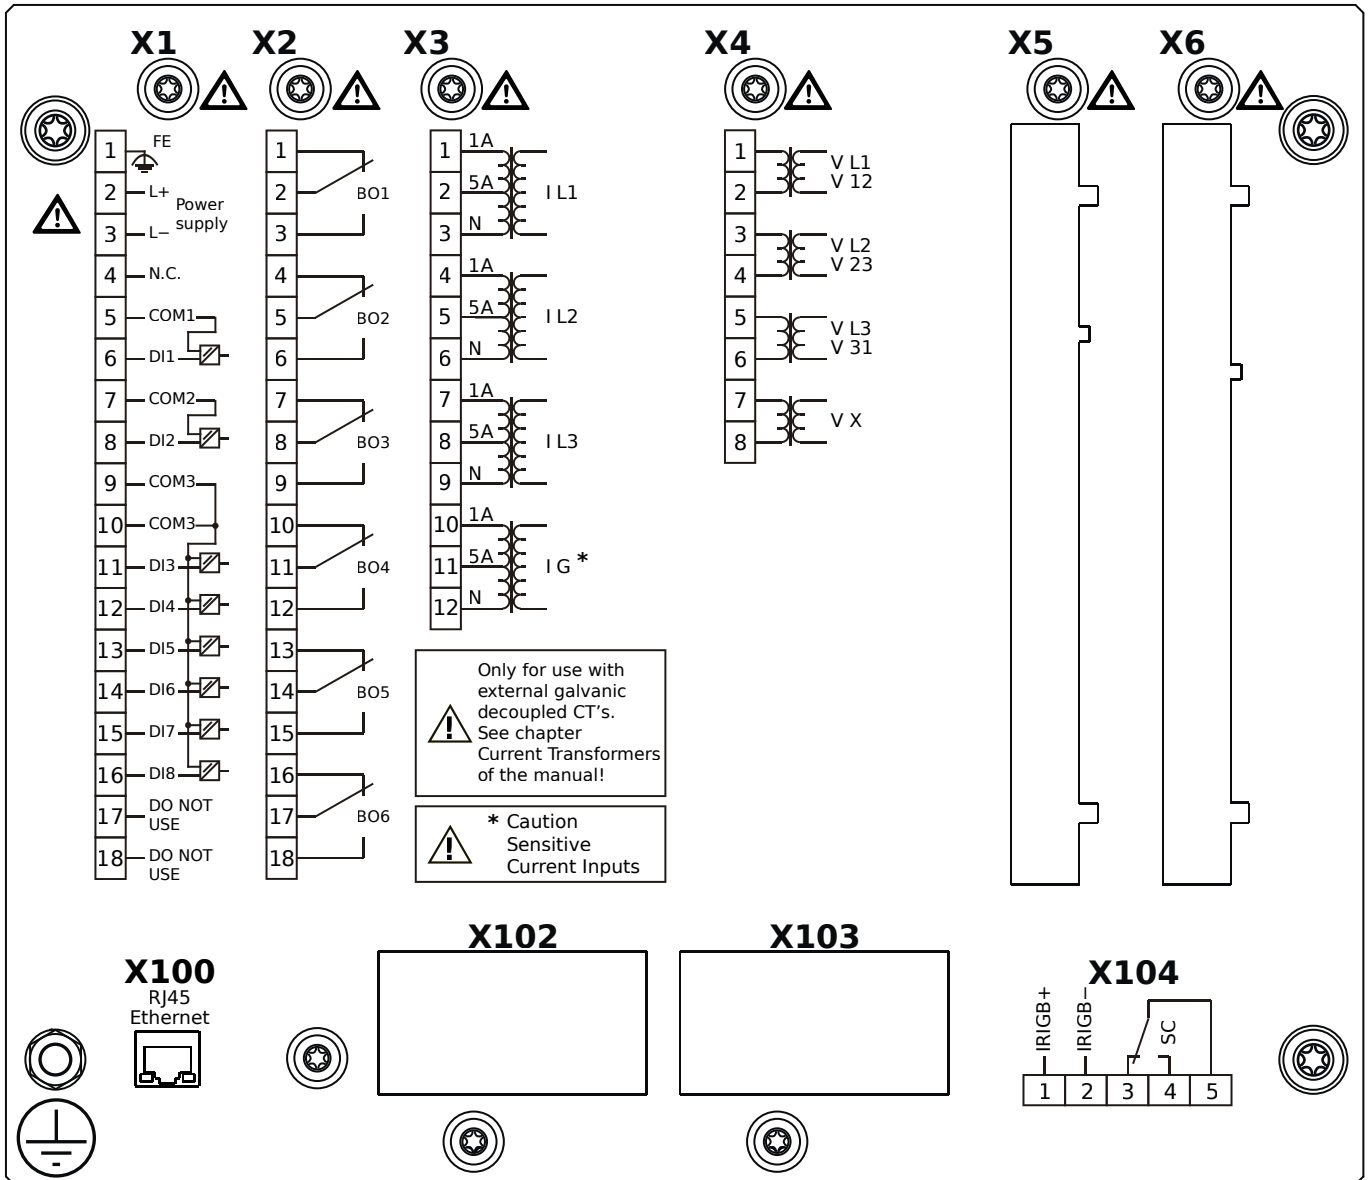 X1
X2
X3
X4
X5
X6
1 FE
2 L+
Power
supply
3 L−
4 N.C.
5 COM1
6 DI1
7 COM2
8 DI2
9 COM3
10 COM3
11 DI3
12 DI4
13 DI5
14 DI6
15 DI7
16 DI8
17 DO NOT
USE
18 DO NOT
USE
1
2 BO1
3
4
5 BO2
6
7
8 BO3
9
10
11 BO4
12
13
14 BO5
15
16
17 BO6
18
1 1A
2 5A I L1
3 N
4 1A
5 5A I L2
6 N
7 1A
8 5A I L3
9 N
10 1A
11 5A I G *
12 N
Only for use with
external galvanic
decoupled CT's.
See chapter
Current Transformers
of the manual!
* Caution
Sensitive
Current Inputs
1 V L1
2 V 12
3 V L2
4 V 23
5 V L3
6 V 31
7 V X
8
X100
RJ45
Ethernet
X102
X103
X104
IRIGB+
IRIGB−
SC
1 2 3 4 5